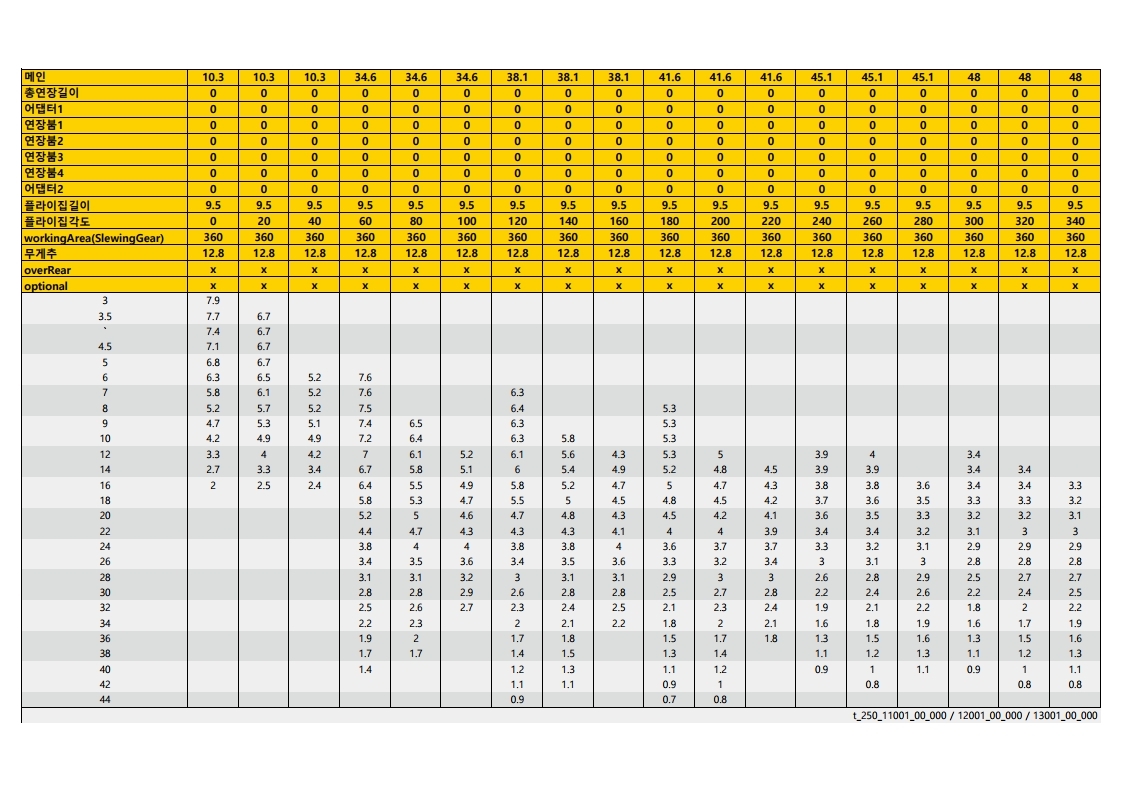 메인 10.3 10.3 10.3 34.6 34.6 34.6 38.1 38.1 38.1 41.6 41.6 41.6 45.1 45.1 45.1 48 48 48
총연장길이 0 0 0 0 0 0 0 0 0 0 0 0 0 0 0 0 0 0
어댑터1 0 0 0 0 0 0 0 0 0 0 0 0 0 0 0 0 0 0
연장붐1 0 0 0 0 0 0 0 0 0 0 0 0 0 0 0 0 0 0
연장붐2 0 0 0 0 0 0 0 0 0 0 0 0 0 0 0 0 0 0
연장붐3 0 0 0 0 0 0 0 0 0 0 0 0 0 0 0 0 0 0
연장붐4 0 0 0 0 0 0 0 0 0 0 0 0 0 0 0 0 0 0
어댑터2 0 0 0 0 0 0 0 0 0 0 0 0 0 0 0 0 0 0
플라이집길이 9.5 9.5 9.5 9.5 9.5 9.5 9.5 9.5 9.5 9.5 9.5 9.5 9.5 9.5 9.5 9.5 9.5 9.5
플라이집각도 0 20 40 60 80 100 120 140 160 180 200 220 240 260 280 300 320 340
workingArea(SlewingGear) 360 360 360 360 360 360 360 360 360 360 360 360 360 360 360 360 360 360
무게추 12.8 12.8 12.8 12.8 12.8 12.8 12.8 12.8 12.8 12.8 12.8 12.8 12.8 12.8 12.8 12.8 12.8 12.8
overRear x x x x x x x x x x x x x x x x x x
optional x x x x x x x x x x x x x x x x x x
3 7.9
3.5 7.7 6.7
` 7.4 6.7
4.5 7.1 6.7
5 6.8 6.7
6 6.3 6.5 5.2 7.6
7 5.8 6.1 5.2 7.6 6.3
8 5.2 5.7 5.2 7.5 6.4 5.3
9 4.7 5.3 5.1 7.4 6.5 6.3 5.3
10 4.2 4.9 4.9 7.2 6.4 6.3 5.8 5.3
12 3.3 4 4.2 7 6.1 5.2 6.1 5.6 4.3 5.3 5 3.9 4 3.4
14 2.7 3.3 3.4 6.7 5.8 5.1 6 5.4 4.9 5.2 4.8 4.5 3.9 3.9 3.4 3.4
16 2 2.5 2.4 6.4 5.5 4.9 5.8 5.2 4.7 5 4.7 4.3 3.8 3.8 3.6 3.4 3.4 3.3
18 5.8 5.3 4.7 5.5 5 4.5 4.8 4.5 4.2 3.7 3.6 3.5 3.3 3.3 3.2
20 5.2 5 4.6 4.7 4.8 4.3 4.5 4.2 4.1 3.6 3.5 3.3 3.2 3.2 3.1
22 4.4 4.7 4.3 4.3 4.3 4.1 4 4 3.9 3.4 3.4 3.2 3.1 3 3
24 3.8 4 4 3.8 3.8 4 3.6 3.7 3.7 3.3 3.2 3.1 2.9 2.9 2.9
26 3.4 3.5 3.6 3.4 3.5 3.6 3.3 3.2 3.4 3 3.1 3 2.8 2.8 2.8
28 3.1 3.1 3.2 3 3.1 3.1 2.9 3 3 2.6 2.8 2.9 2.5 2.7 2.7
30 2.8 2.8 2.9 2.6 2.8 2.8 2.5 2.7 2.8 2.2 2.4 2.6 2.2 2.4 2.5
32 2.5 2.6 2.7 2.3 2.4 2.5 2.1 2.3 2.4 1.9 2.1 2.2 1.8 2 2.2
34 2.2 2.3 2 2.1 2.2 1.8 2 2.1 1.6 1.8 1.9 1.6 1.7 1.9
36 1.9 2 1.7 1.8 1.5 1.7 1.8 1.3 1.5 1.6 1.3 1.5 1.6
38 1.7 1.7 1.4 1.5 1.3 1.4 1.1 1.2 1.3 1.1 1.2 1.3
40 1.4 1.2 1.3 1.1 1.2 0.9 1 1.1 0.9 1 1.1
42 1.1 1.1 0.9 1 0.8 0.8 0.8
44 0.9 0.7 0.8
t_250_11001_00_000 / 12001_00_000 / 13001_00_000